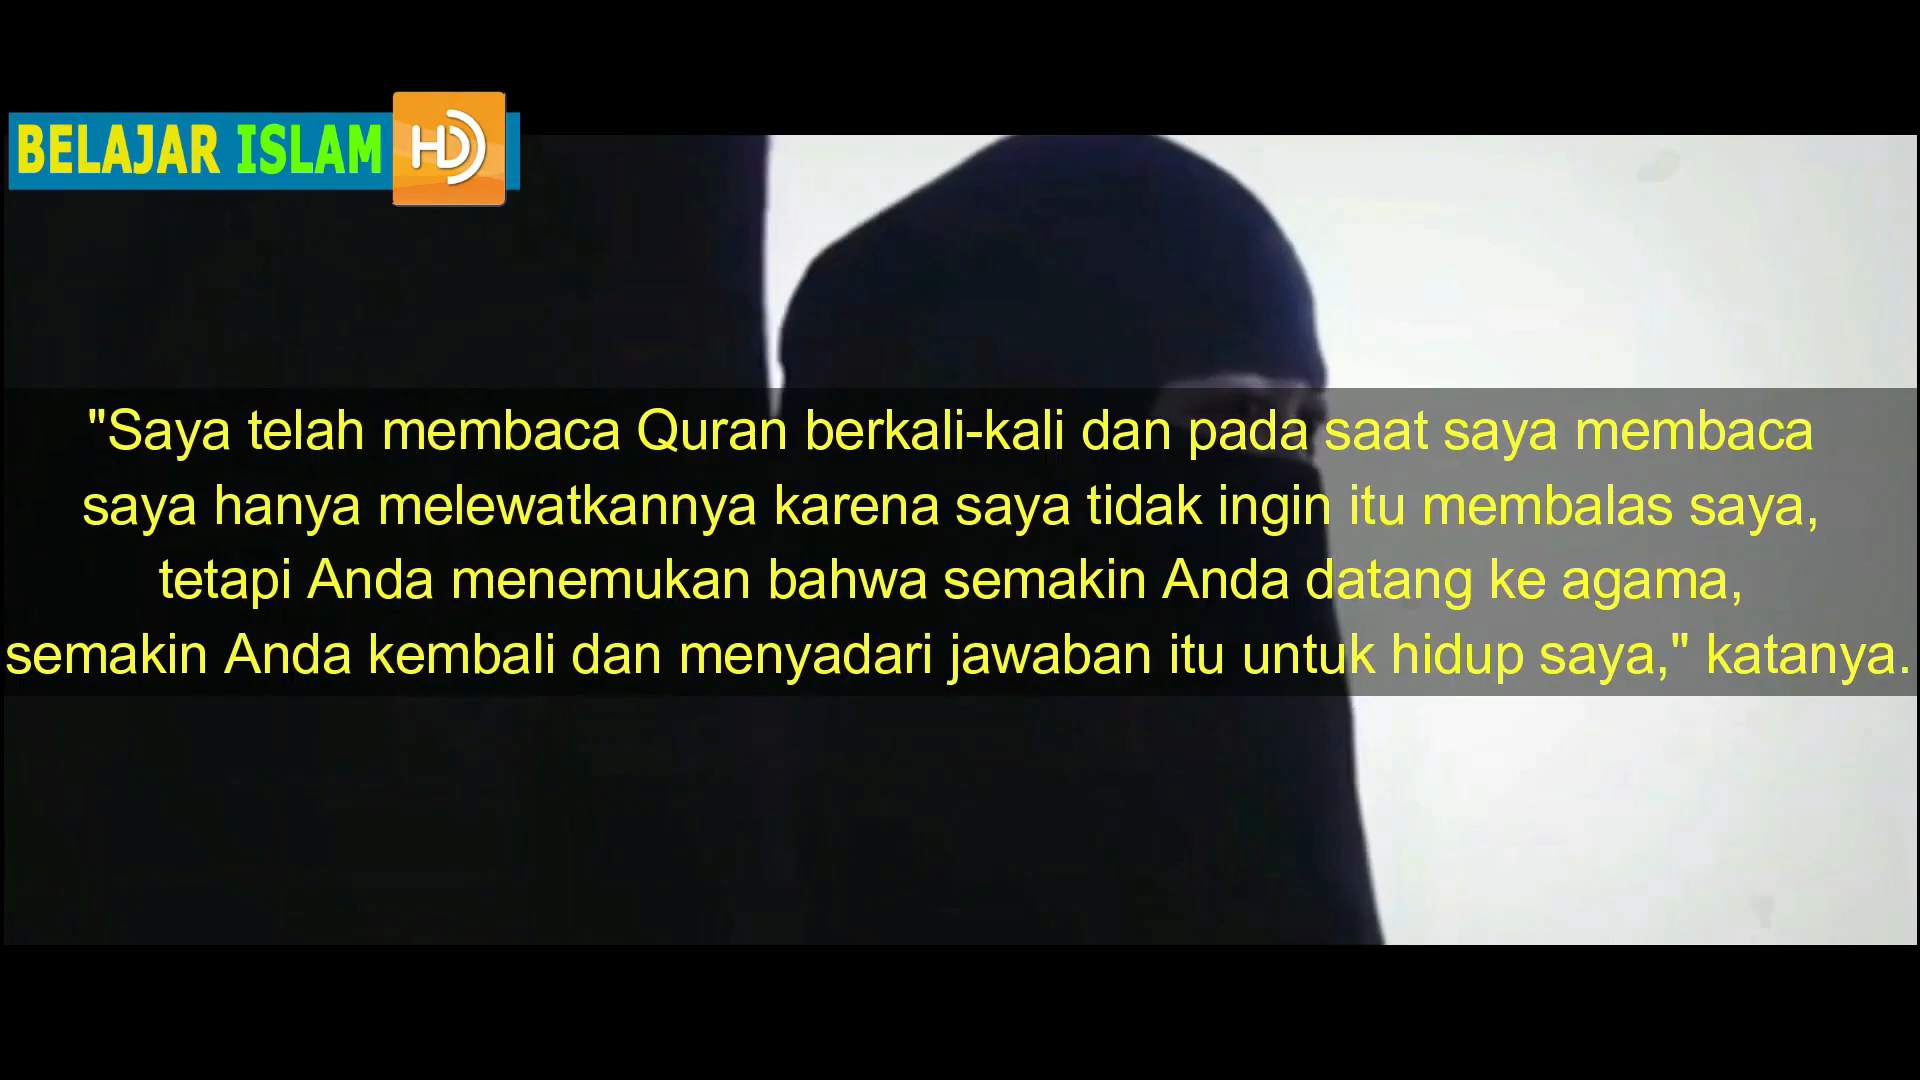 BELAJAR ISLAM HD
"Saya telah membaca Quran berkali-kali dan pada saat saya membaca
saya hanya melewatkannya karena saya tidak ingin itu membalas saya,
tetapi Anda menemukan bahwa semakin Anda datang ke agama,
semakin Anda kembali dan menyadari jawaban itu untuk hidup saya," katanya.